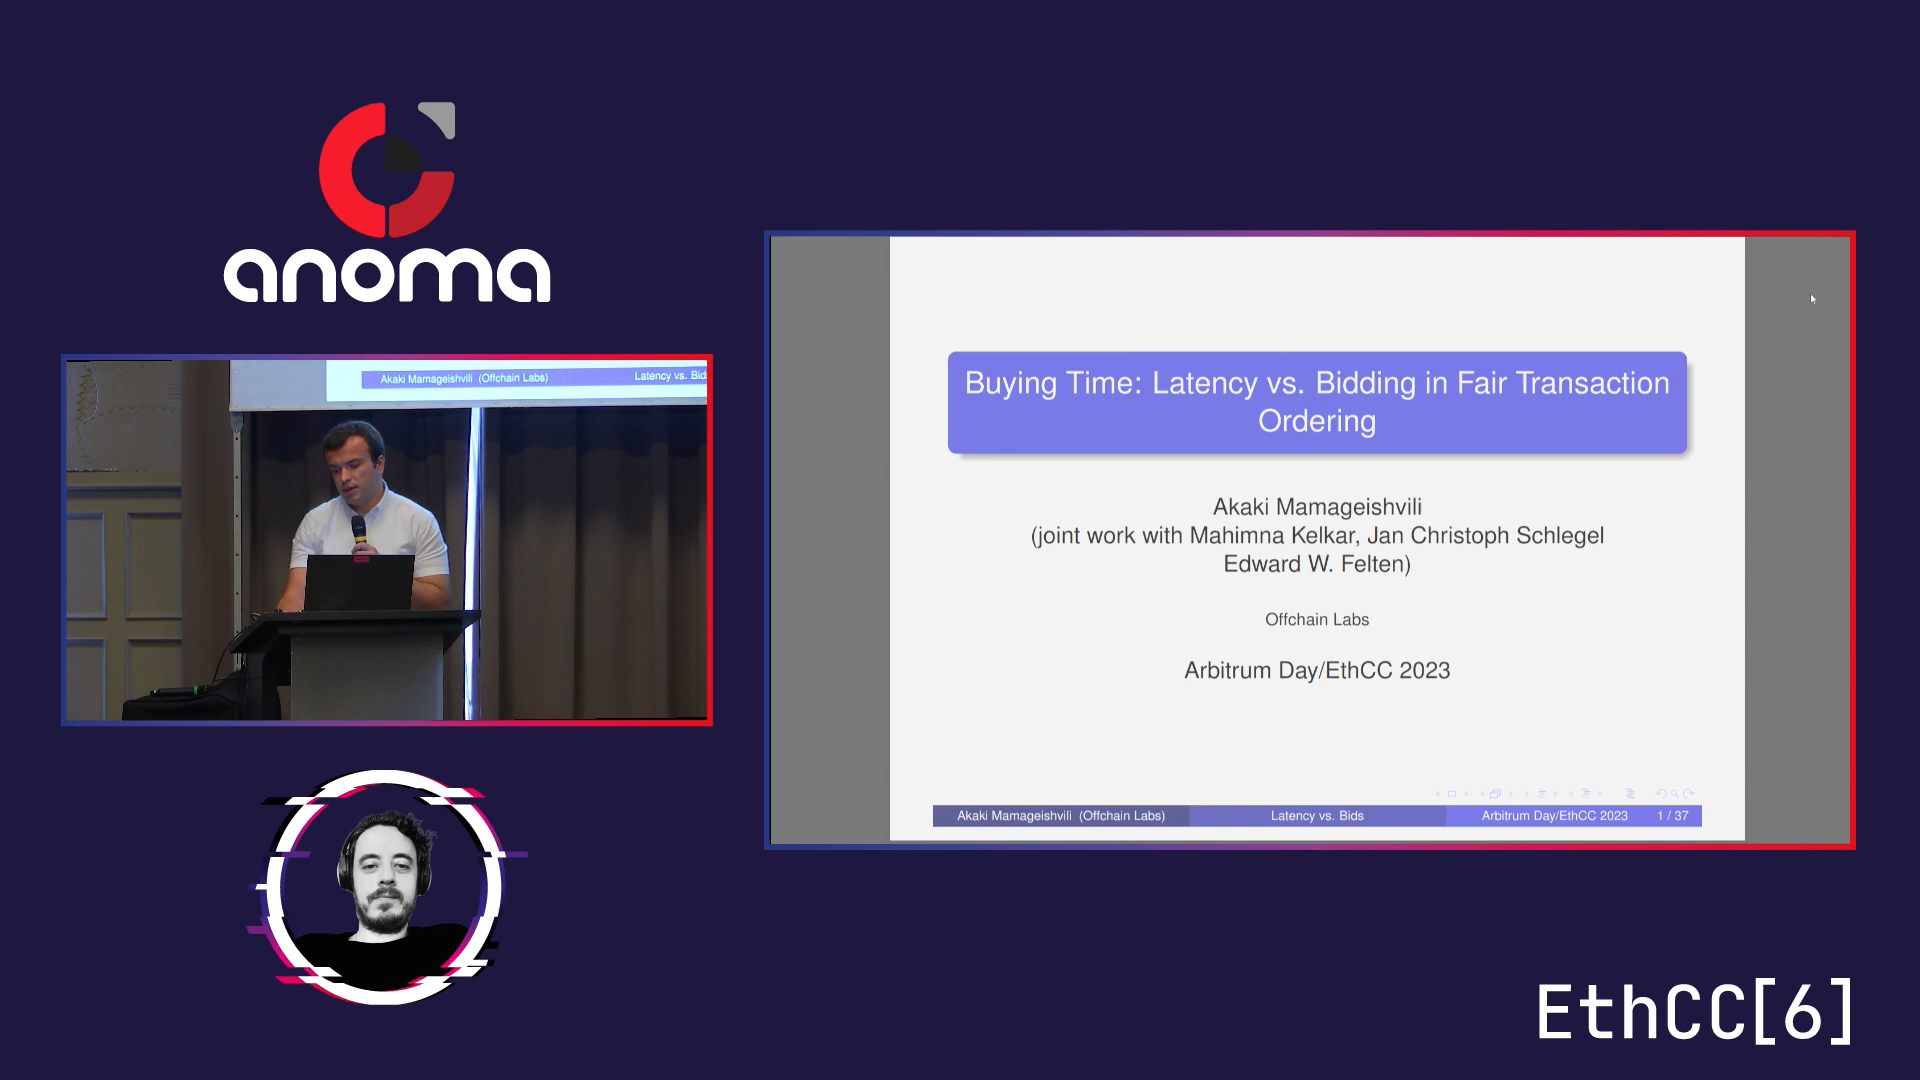 anoma
Akaki Mamageishvili (Offchain Labs)
Latency vs. Bid
Buying Time: Latency vs. Bidding in Fair Transaction
Ordering
Akaki Mamageishvili
(joint work with Mahimna Kelkar, Jan Christoph Schlegel
Edward W. Felten)
Offchain Labs
Arbitrum Day/EthCC 2023
Akaki Mamageishvili (Offchain Labs)
Latency vs. Bids
Arbitrum Day/EthCC 2023
1 / 37
EthCC[6]